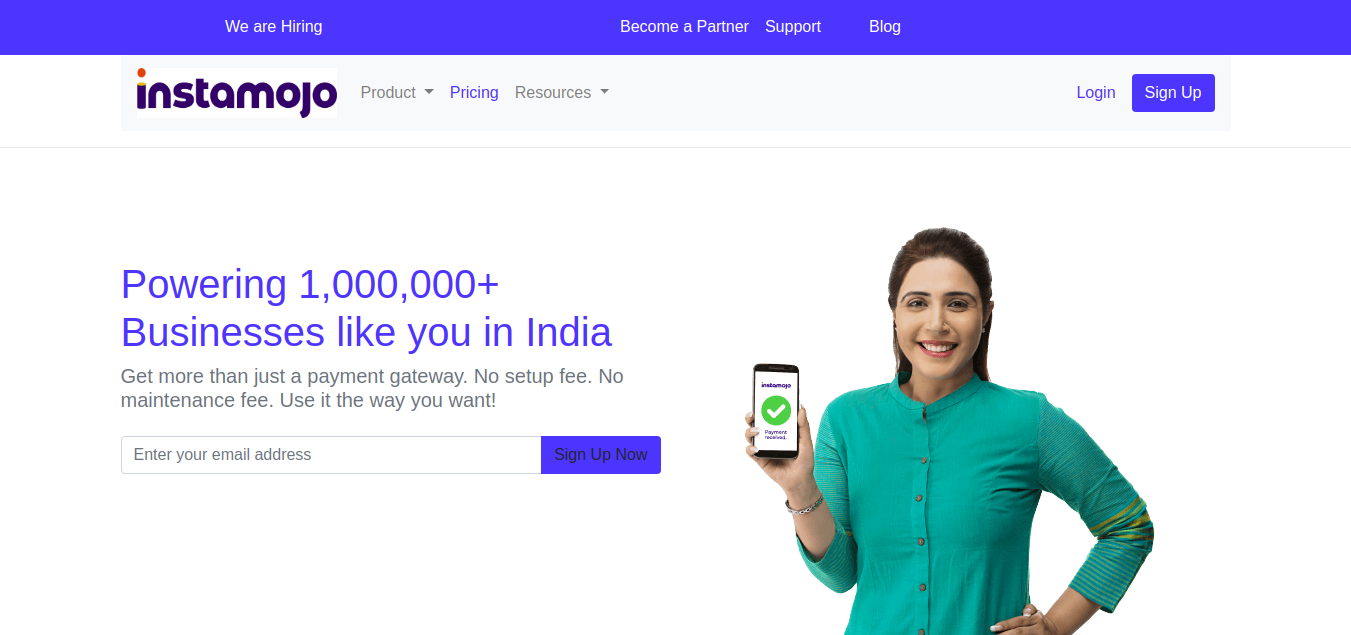 We are Hiring
Become a Partner Support Blog
instamojo Product Pricing Resources Login Sign Up
Powering 1,000,000+
Businesses like you in India
Get more than just a payment gateway. No setup fee. No
maintenance fee. Use it the way you want!
Enter your email address Sign Up Now
instamojo
Payment
received.